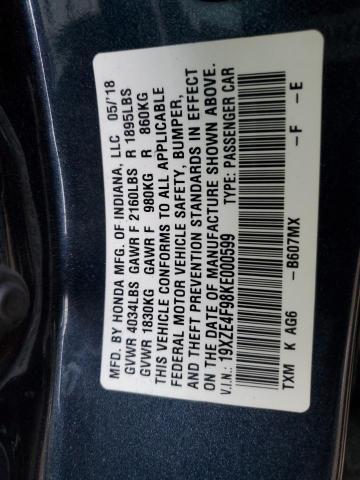 MFD. BY HONDA MFG. OF INDIANA, LLC 05/'18
GVWR 4034LBS GAWR F 2160LBS R 1895LBS
GVWR 1830KG GAWR F 980KG R 860KG
THIS VEHICLE CONFORMS TO ALL APPLICABLE
FEDERAL MOTOR VEHICLE SAFETY, BUMPER,
AND THEFT PREVENTION STANDARDS IN EFFECT
ON THE DATE OF MANUFACTURE SHOWN ABOVE.
V.I.N.: 19XZE4F98KE000599 TYPE: PASSENGER CAR
TXM K AG6 –B607MX –F –E